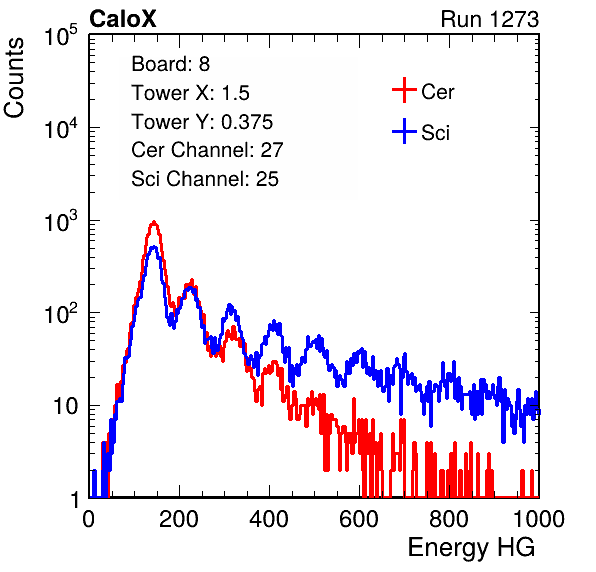 CaloX Run 1273
Counts
10^5
10^4
10^3
10^2
10
1
Board: 8
Tower X: 1.5
Tower Y: 0.375
Cer Channel: 27
Sci Channel: 25
Cer
Sci
0 200 400 600 800 1000
Energy HG